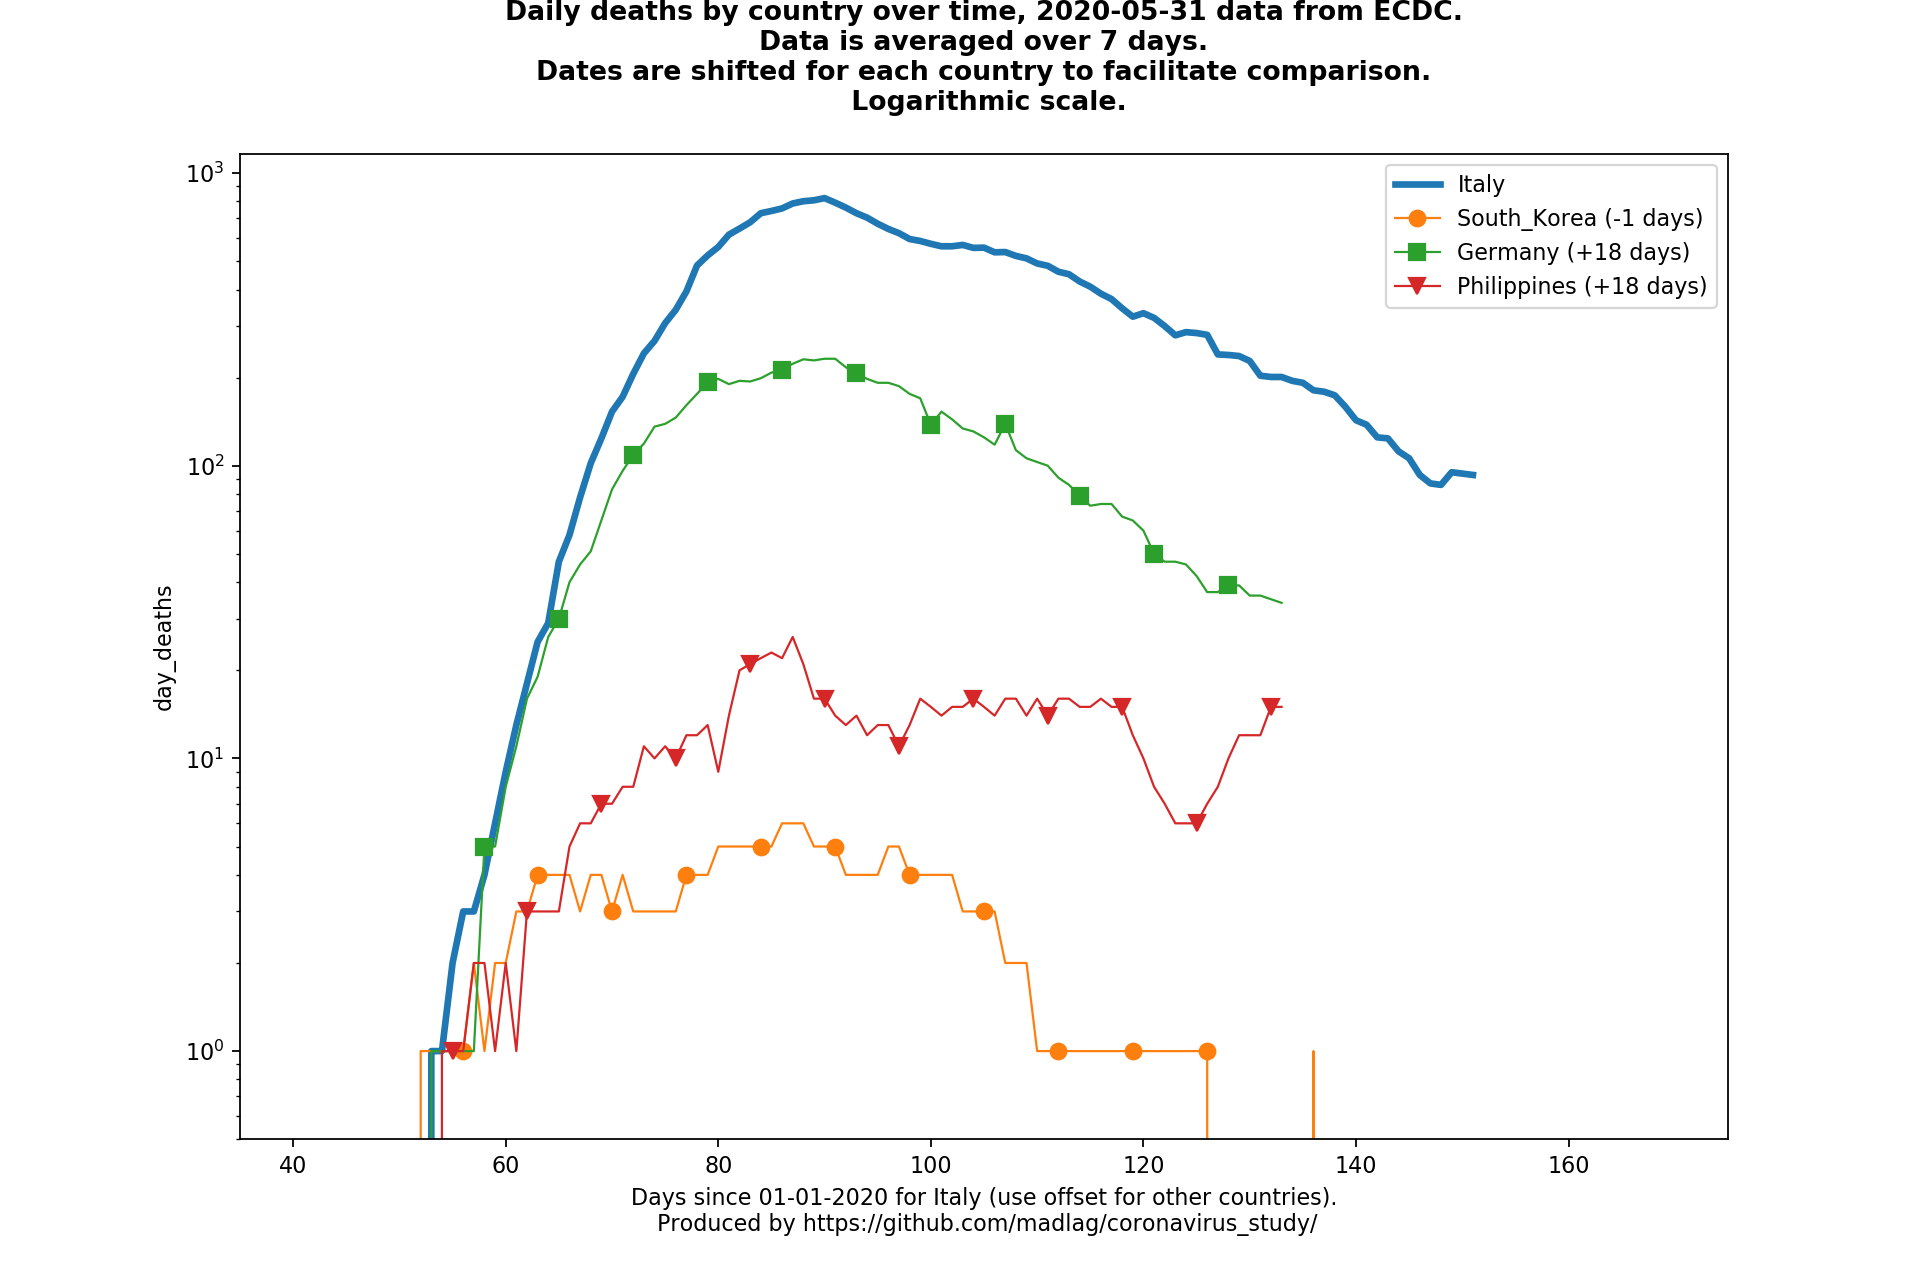 Daily deaths by country over time, 2020-05-31 data from ECDC.
Data is averaged over 7 days.
Dates are shifted for each country to facilitate comparison.
Logarithmic scale.
10³
10²
10¹
10⁰
day_deaths
Italy
South_Korea (-1 days)
Germany (+18 days)
Philippines (+18 days)
40 60 80 100 120 140 160
Days since 01-01-2020 for Italy (use offset for other countries).
Produced by https://github.com/madlag/coronavirus_study/